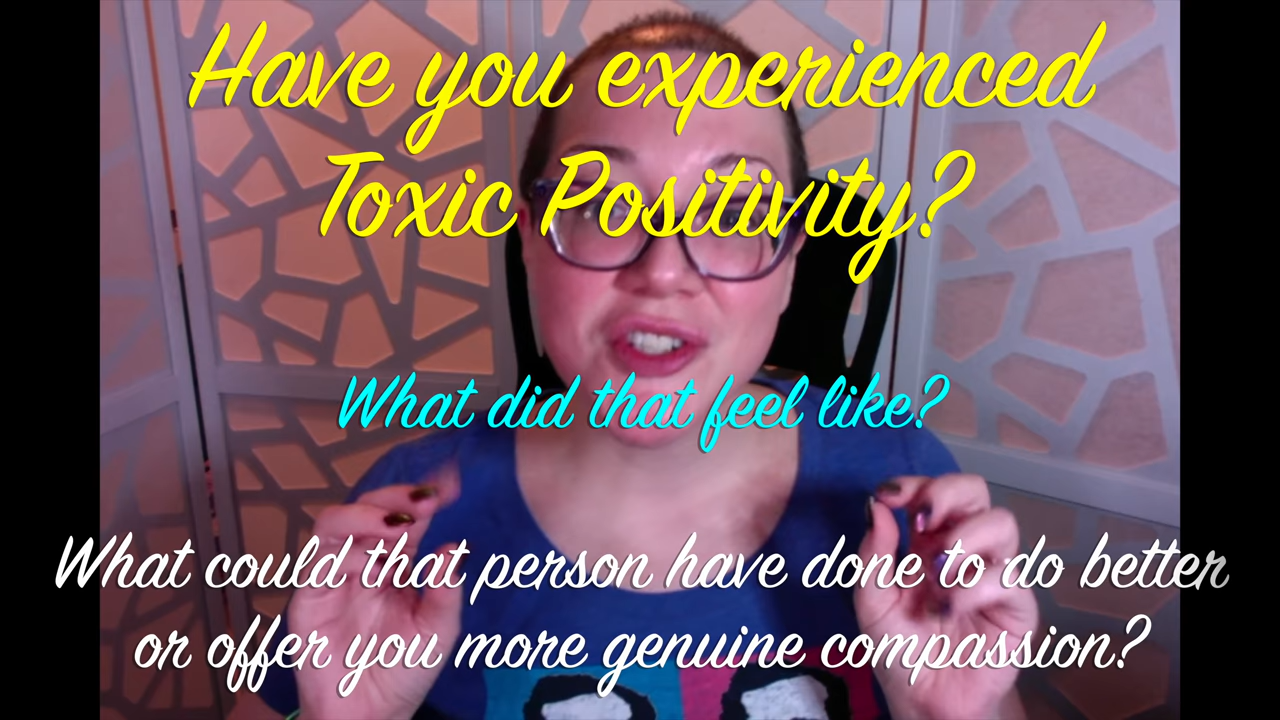 Have you experienced
Toxic Positivity?
What did that feel like?
What could that person have done to do better
or offer you more genuine compassion?